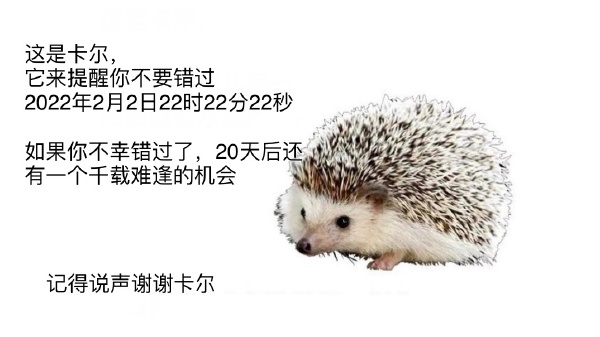 这是卡尔，
它来提醒你不要错过
2022年2月2日22时22分22秒
如果你不幸错过了，20天后还
有一个千载难逢的机会
记得说声谢谢卡尔